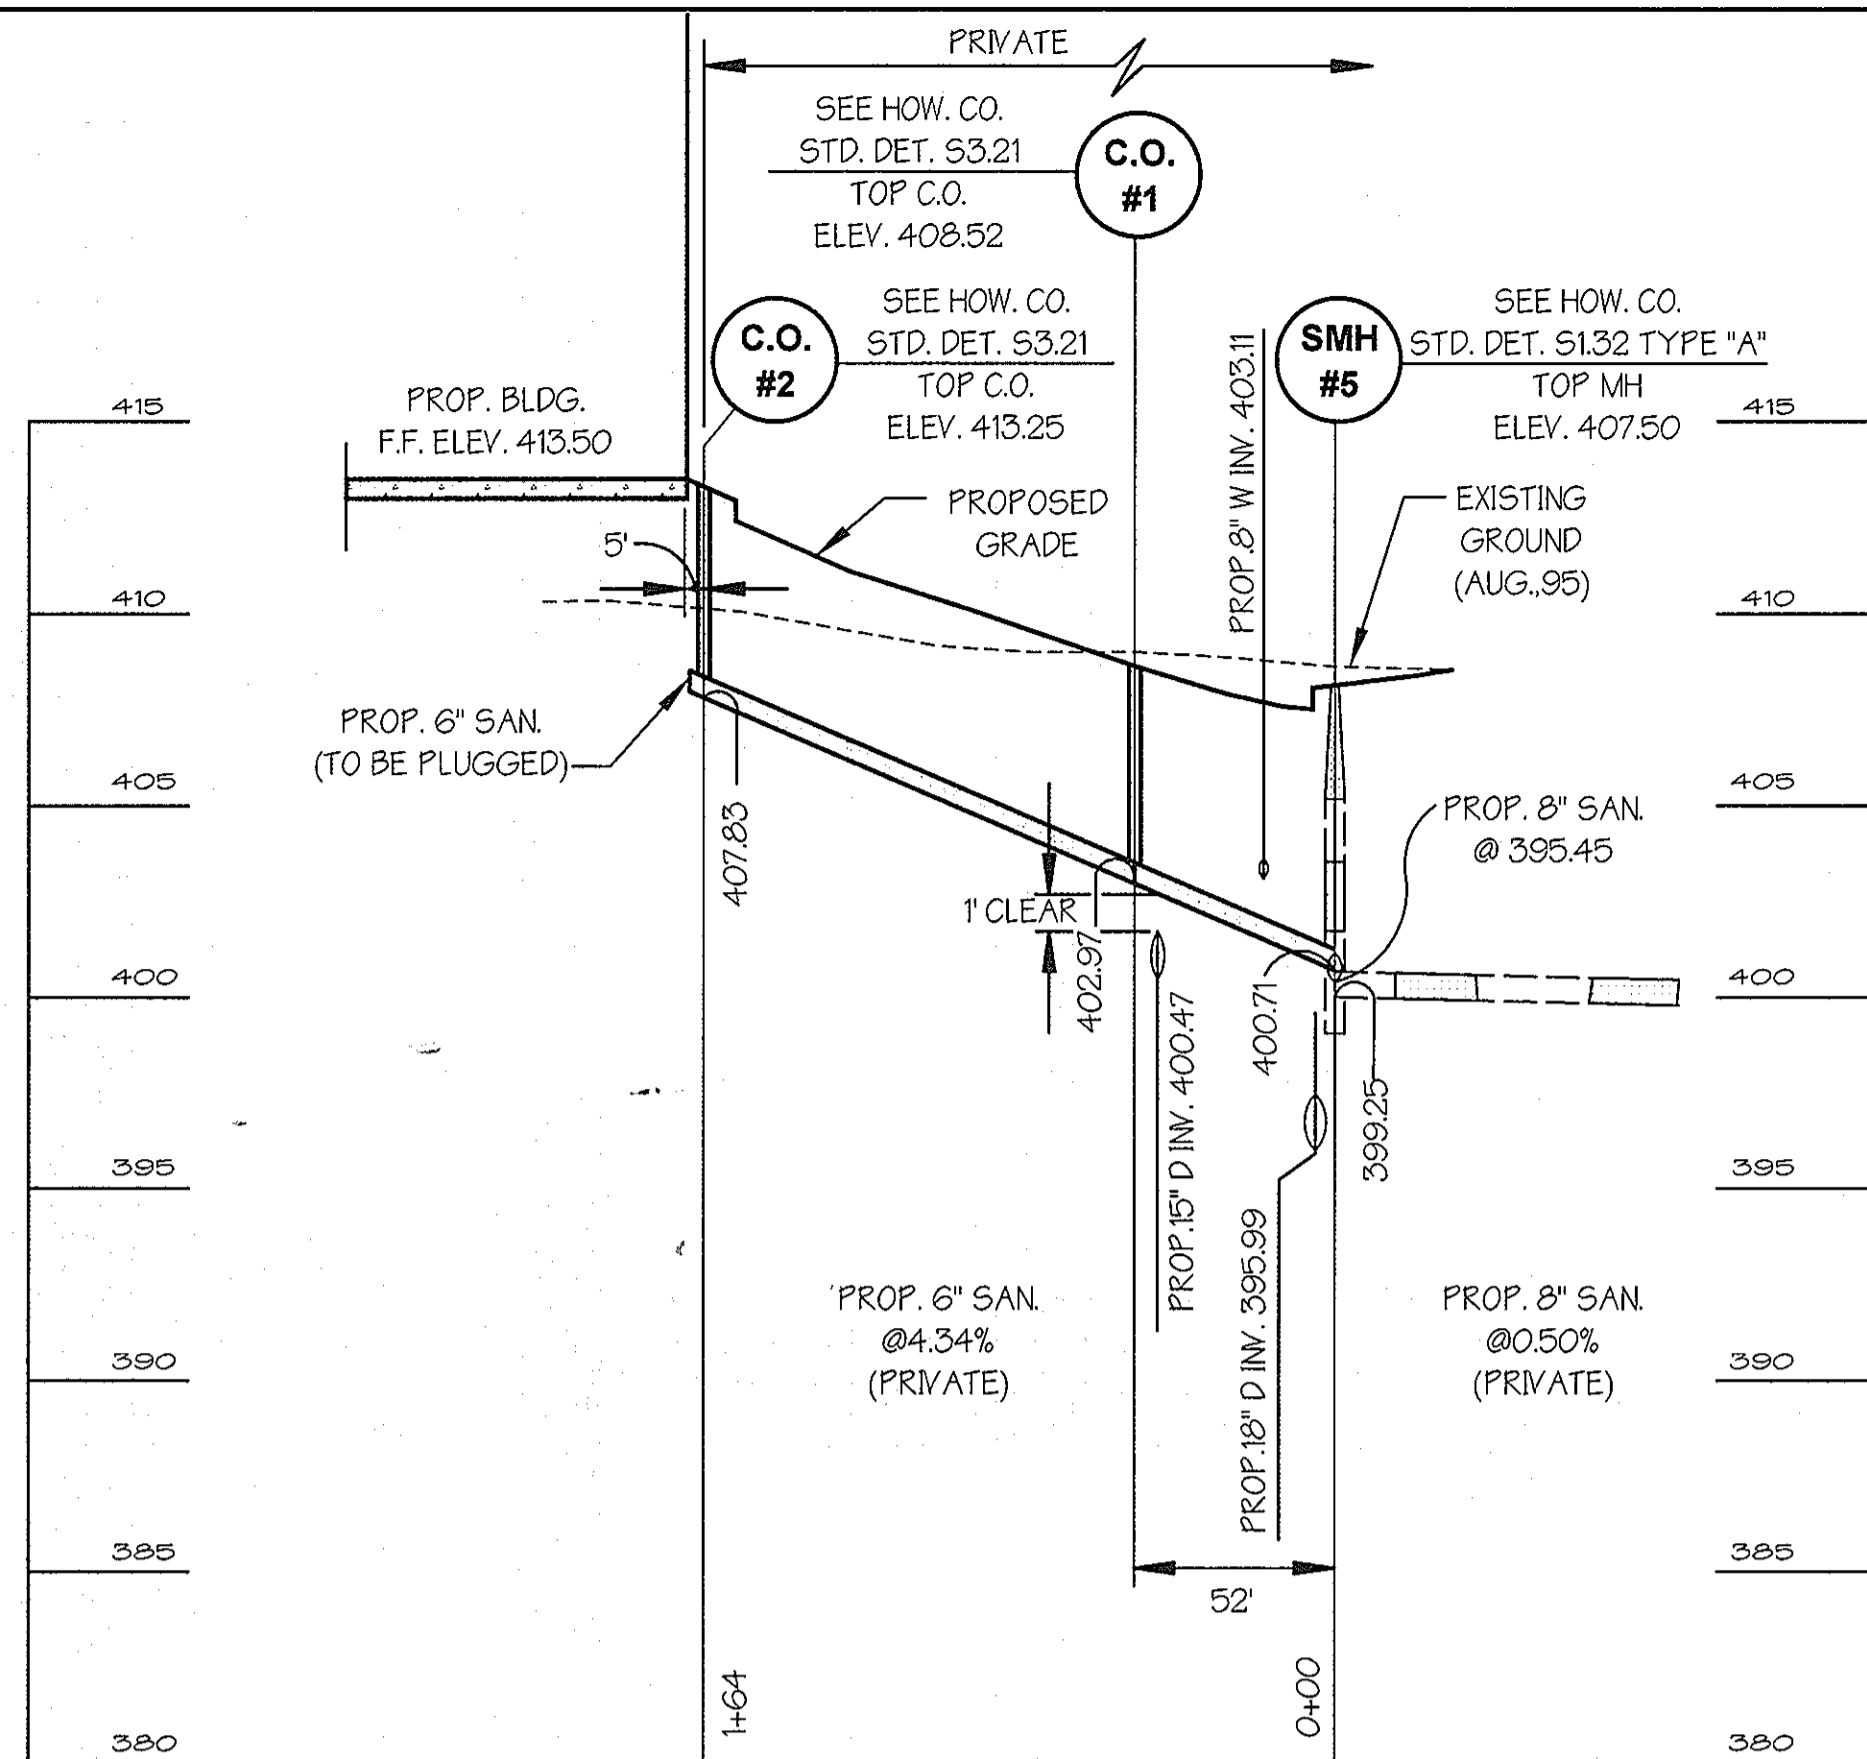 PRIVATE
SEE HOW. CO.
STD. DET. S3.21
TOP C.O.
ELEV. 408.52
C.O.
#1
C.O.
#2
SEE HOW. CO.
STD. DET. S3.21
TOP C.O.
ELEV. 413.25
PROP. 8" W INV. 403.11
SMH
#5
SEE HOW. CO.
STD. DET. S1.32 TYPE "A"
TOP MH
ELEV. 407.50
415
PROP. BLDG.
F.F. ELEV. 413.50
415
PROPOSED
GRADE
EXISTING
GROUND
(AUG.,95)
5'
410
410
PROP. 6" SAN.
(TO BE PLUGGED)
405
405
407.83
PROP. 8" SAN.
@ 395.45
1' CLEAR
402.97
400
400
400.71
PROP. 15" D INV. 400.47
399.25
395
395
PROP. 18" D INV. 395.99
PROP. 6" SAN.
@4.34%
(PRIVATE)
PROP. 8" SAN.
@0.50%
(PRIVATE)
390
390
385
385
52'
1+64
0+00
380
380